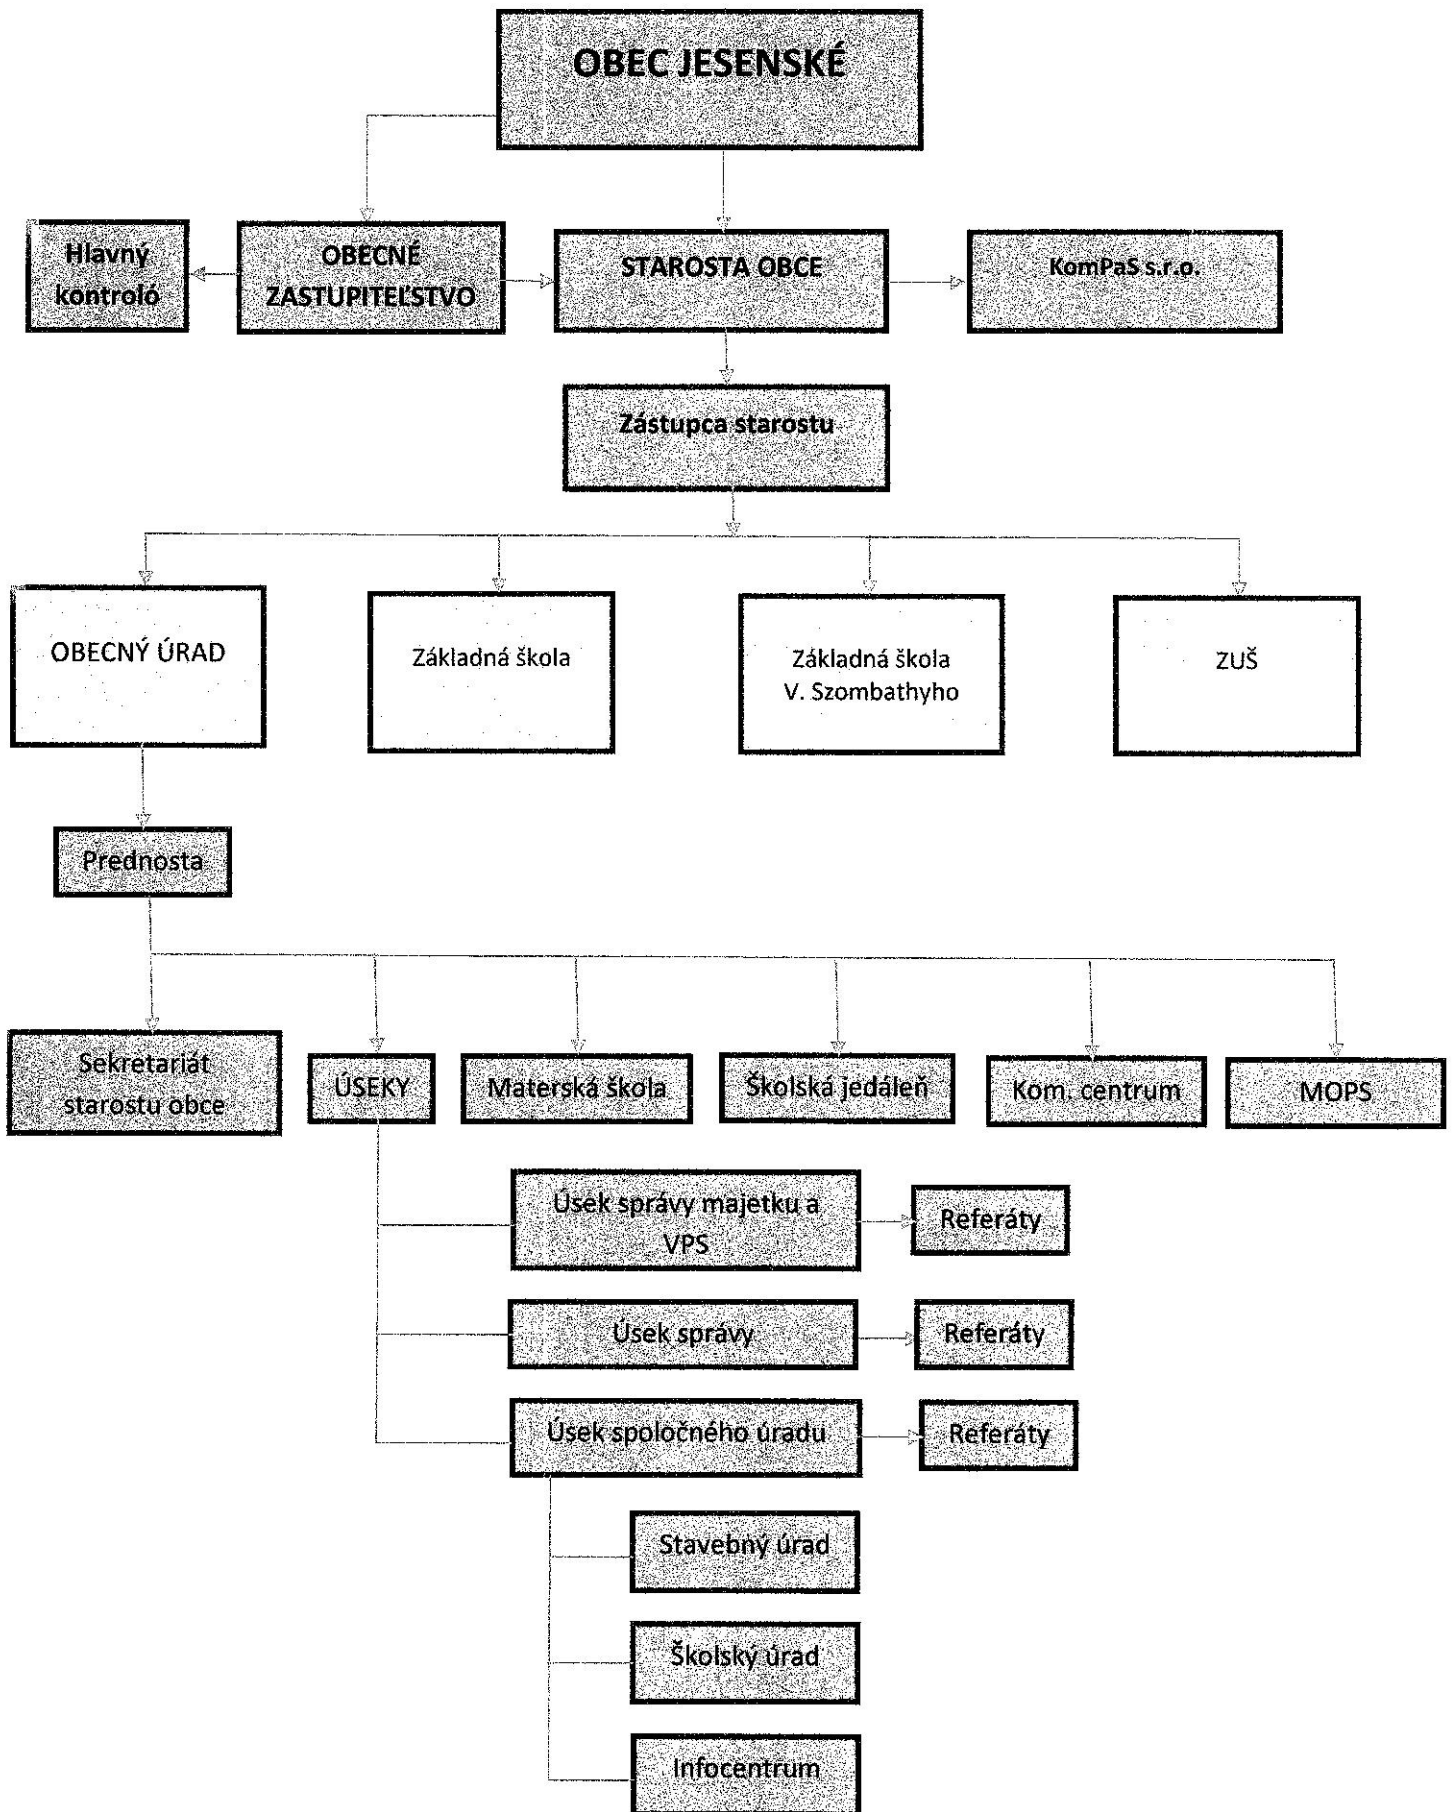 OBEC JESENSKÉ
Hlavný
kontroló
OBECNÉ
ZASTUPITEĽSTVO
STAROSTA OBCE
KomPaS s.r.o.
Zástupca starostu
OBECNÝ ÚRAD
Základná škola
Základná škola
V. Szombathyho
ZUŠ
Prednosta
Sekretariát
starostu obce
ÚSEKY
Materská škola
Školská jedáleň
Kom. centrum
MOPS
Úsek správy majetku a
VPS
Referáty
Úsek správy
Referáty
Úsek spoločného úradu
Referáty
Stavebný úrad
Školský úrad
Infocentrum